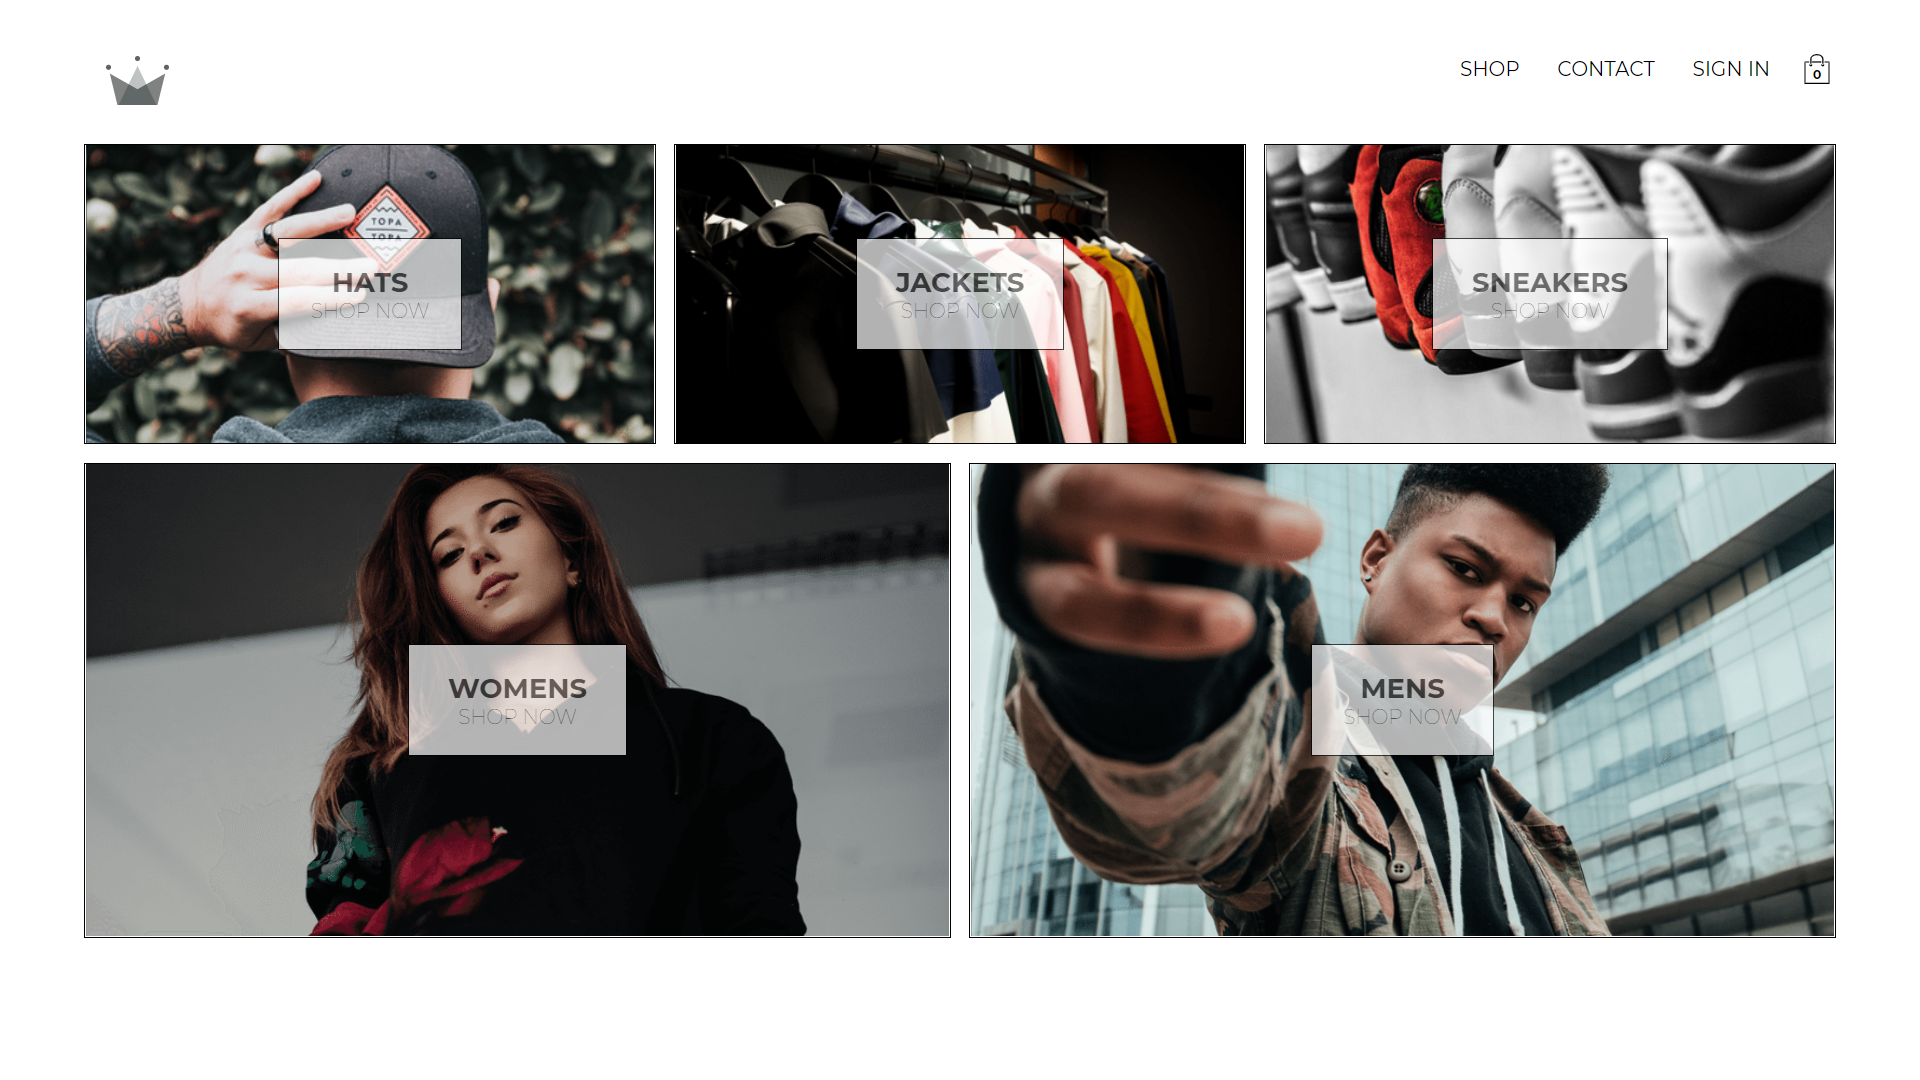 SHOP CONTACT SIGN IN 0
TOPA
TOPA
HATS
SHOP NOW
JACKETS
SHOP NOW
SNEAKERS
SHOP NOW
WOMENS
SHOP NOW
MENS
SHOP NOW